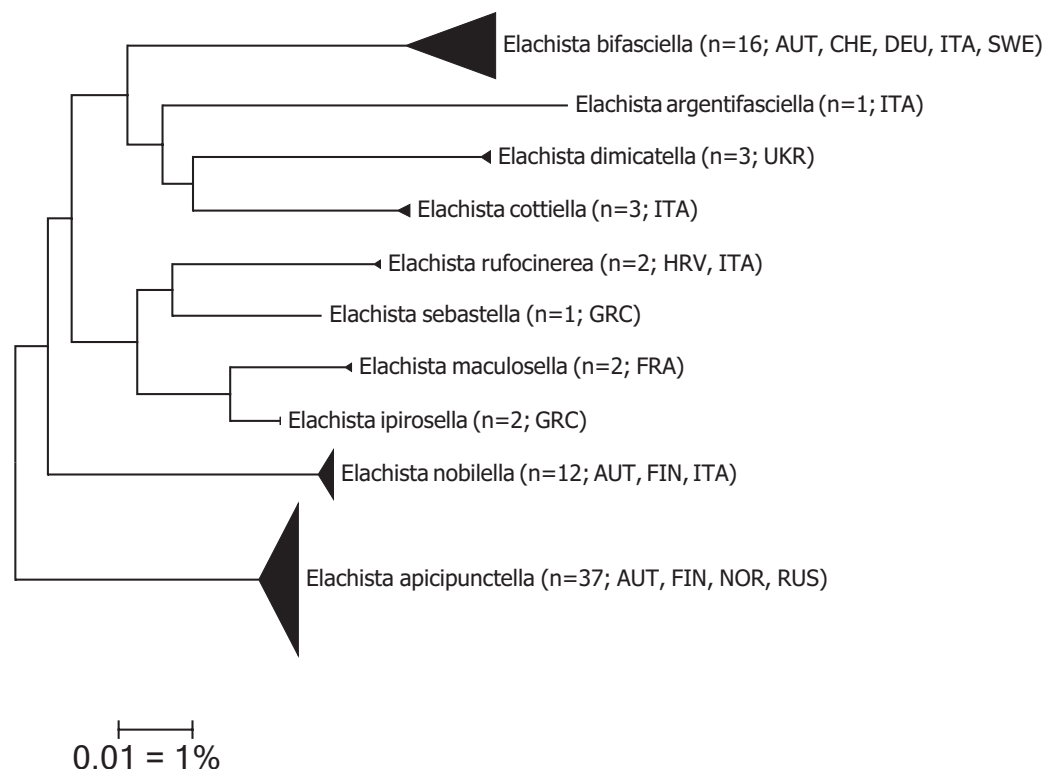 Elachista bifasciella (n=16; AUT, CHE, DEU, ITA, SWE)
Elachista argentifasciella (n=1; ITA)
Elachista dimicatella (n=3; UKR)
Elachista cottiella (n=3; ITA)
Elachista rufocinerea (n=2; HRV, ITA)
Elachista sebastella (n=1; GRC)
Elachista maculosella (n=2; FRA)
Elachista ipirosella (n=2; GRC)
Elachista nobilella (n=12; AUT, FIN, ITA)
Elachista apicipunctella (n=37; AUT, FIN, NOR, RUS)
0.01 = 1%